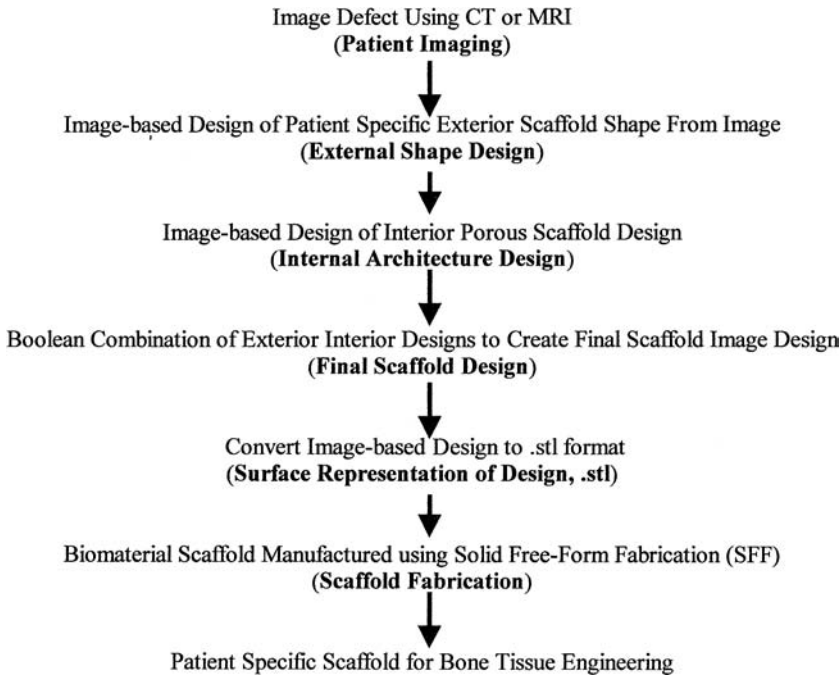 Image Defect Using CT or MRI
(Patient Imaging)
Image-based Design of Patient Specific Exterior Scaffold Shape From Image
(External Shape Design)
Image-based Design of Interior Porous Scaffold Design
(Internal Architecture Design)
Boolean Combination of Exterior Interior Designs to Create Final Scaffold Image Design
(Final Scaffold Design)
Convert Image-based Design to .stl format
(Surface Representation of Design, .stl)
Biomaterial Scaffold Manufactured using Solid Free-Form Fabrication (SFF)
(Scaffold Fabrication)
Patient Specific Scaffold for Bone Tissue Engineering